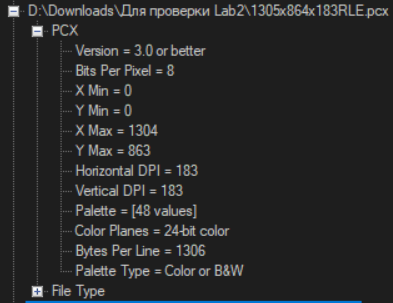 D:\Downloads\Для проверки Lab2\1305x864x183RLE.pcx
PCX
Version = 3.0 or better
Bits Per Pixel = 8
X Min = 0
Y Min = 0
X Max = 1304
Y Max = 863
Horizontal DPI = 183
Vertical DPI = 183
Palette = [48 values]
Color Planes = 24-bit color
Bytes Per Line = 1306
Palette Type = Color or B&W
File Type